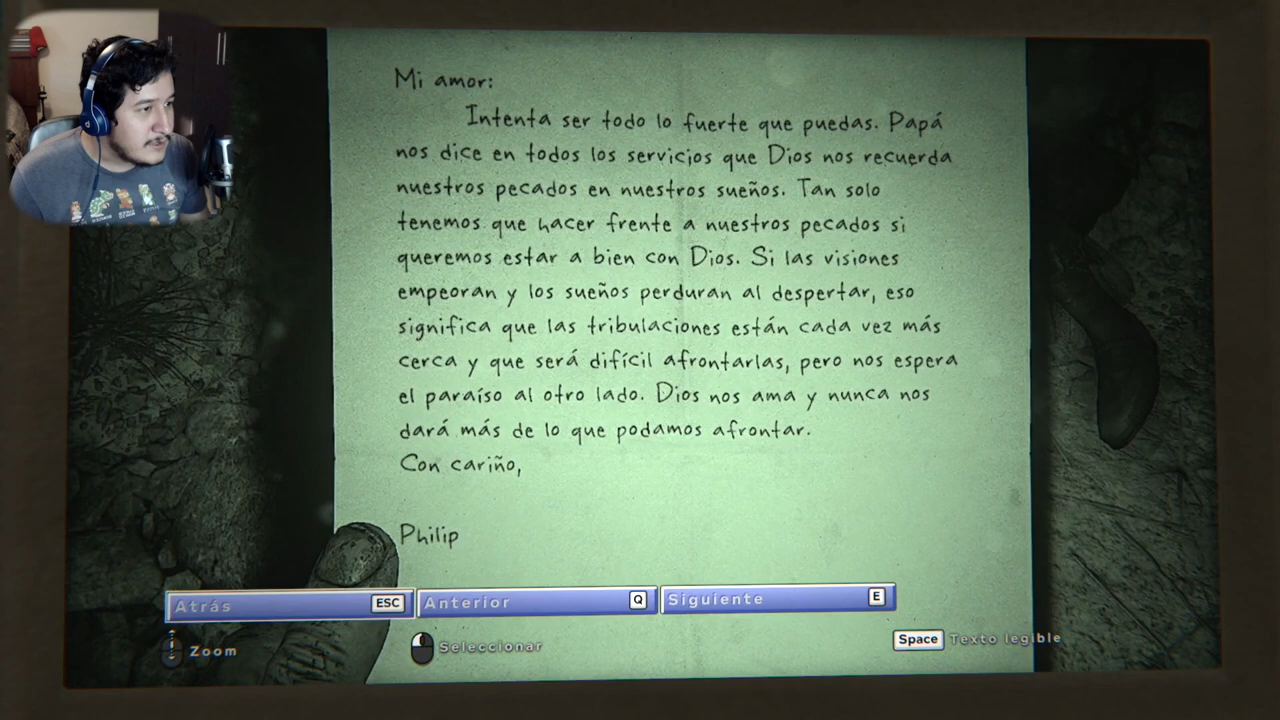 Mi amor:
Intenta ser todo lo fuerte que puedas. Papá
nos dice en todos los servicios que Dios nos recuerda
nuestros pecados en nuestros sueños. Tan solo
tenemos que hacer frente a nuestros pecados si
queremos estar a bien con Dios. Si las visiones
empeoran y los sueños perduran al despertar, eso
significa que las tribulaciones están cada vez más
cerca y que será difícil afrontarlas, pero nos espera
el paraíso al otro lado. Dios nos ama y nunca nos
dará más de lo que podamos afrontar.
Con cariño,
Philip
Atrás ESC Anterior Q Siguiente E
Zoom Seleccionar Space Texto legible